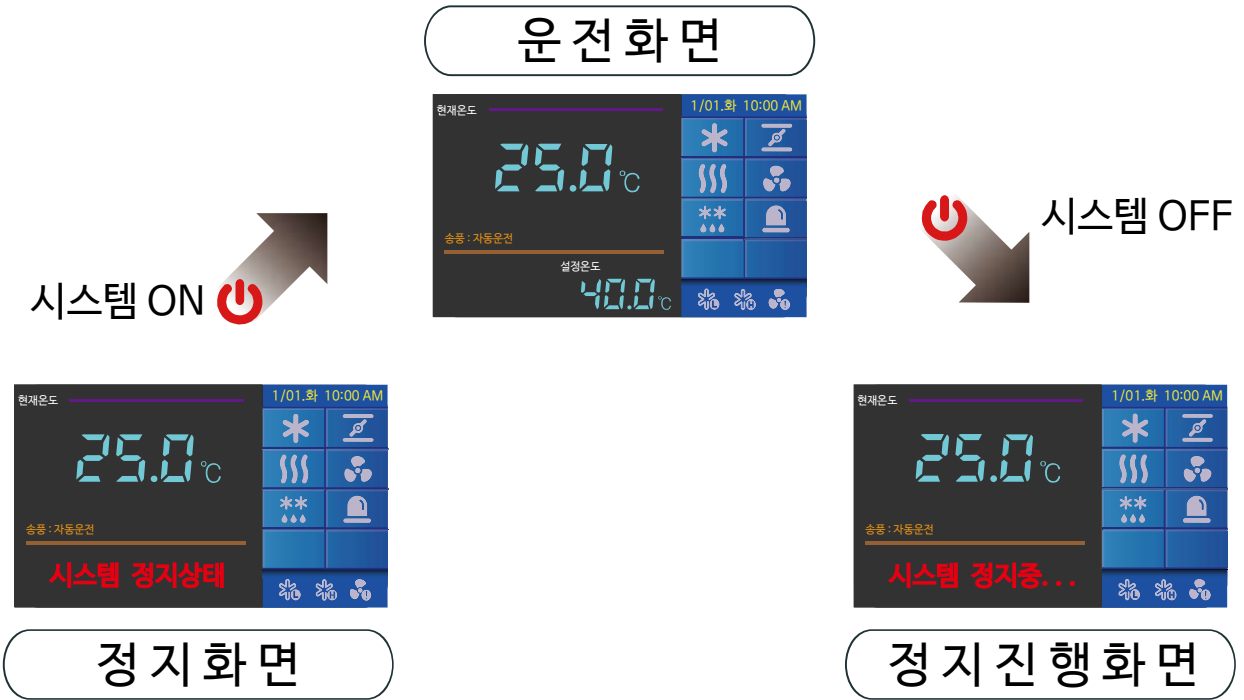 운전화면
현재온도
1/01.화 10:00 AM
25.0 ℃
송풍 : 자동운전
설정온도
40.0 ℃
L H
시스템 ON
시스템 OFF
현재온도
1/01.화 10:00 AM
25.0 ℃
송풍 : 자동운전
시스템 정지상태
L H
정지화면
현재온도
1/01.화 10:00 AM
25.0 ℃
송풍 : 자동운전
시스템 정지중...
L H
정지진행화면